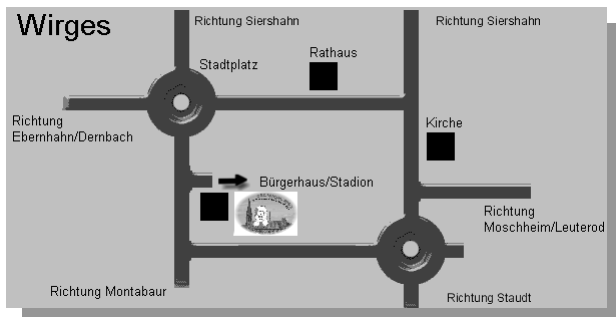 Wirges
Richtung Siershahn
Richtung Siershahn
Stadtplatz
Rathaus
Richtung
Ebernhahn/Dernbach
Kirche
Bürgerhaus/Stadion
Richtung
Moschheim/Leuterod
Richtung Montabaur
Richtung Staudt